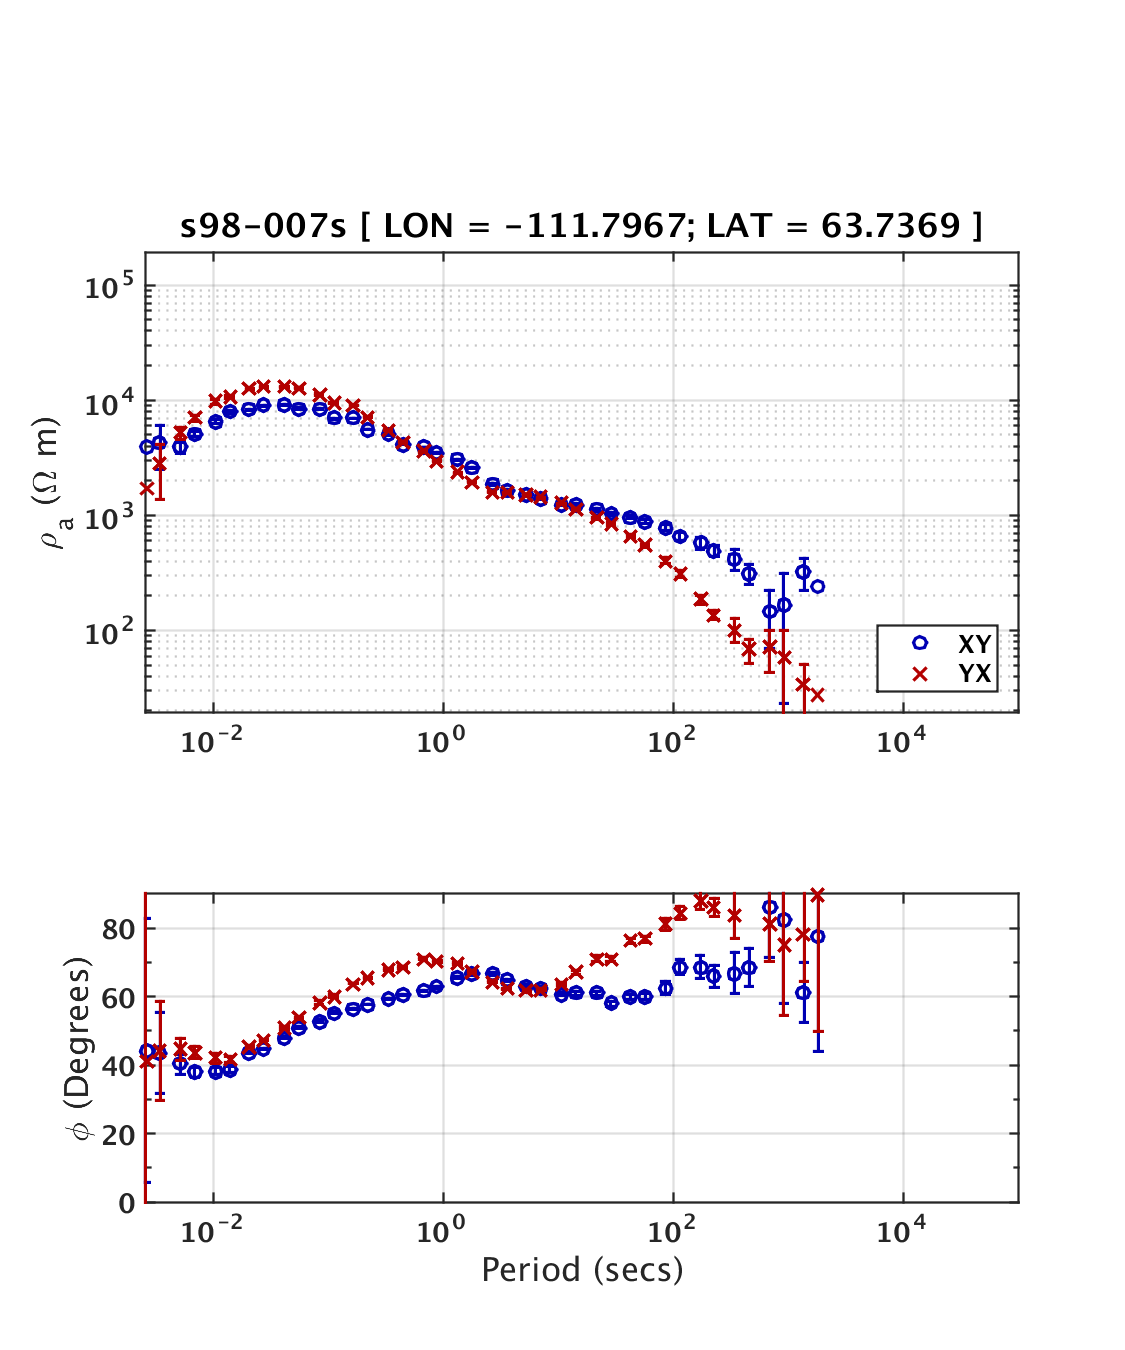 s98-007s [ LON = -111.7967; LAT = 63.7369 ]
ρa (Ω m)
10^5
10^4
10^3
10^2
XY
YX
10^-2 10^0 10^2 10^4
ϕ (Degrees)
80
60
40
20
0
10^-2 10^0 10^2 10^4
Period (secs)